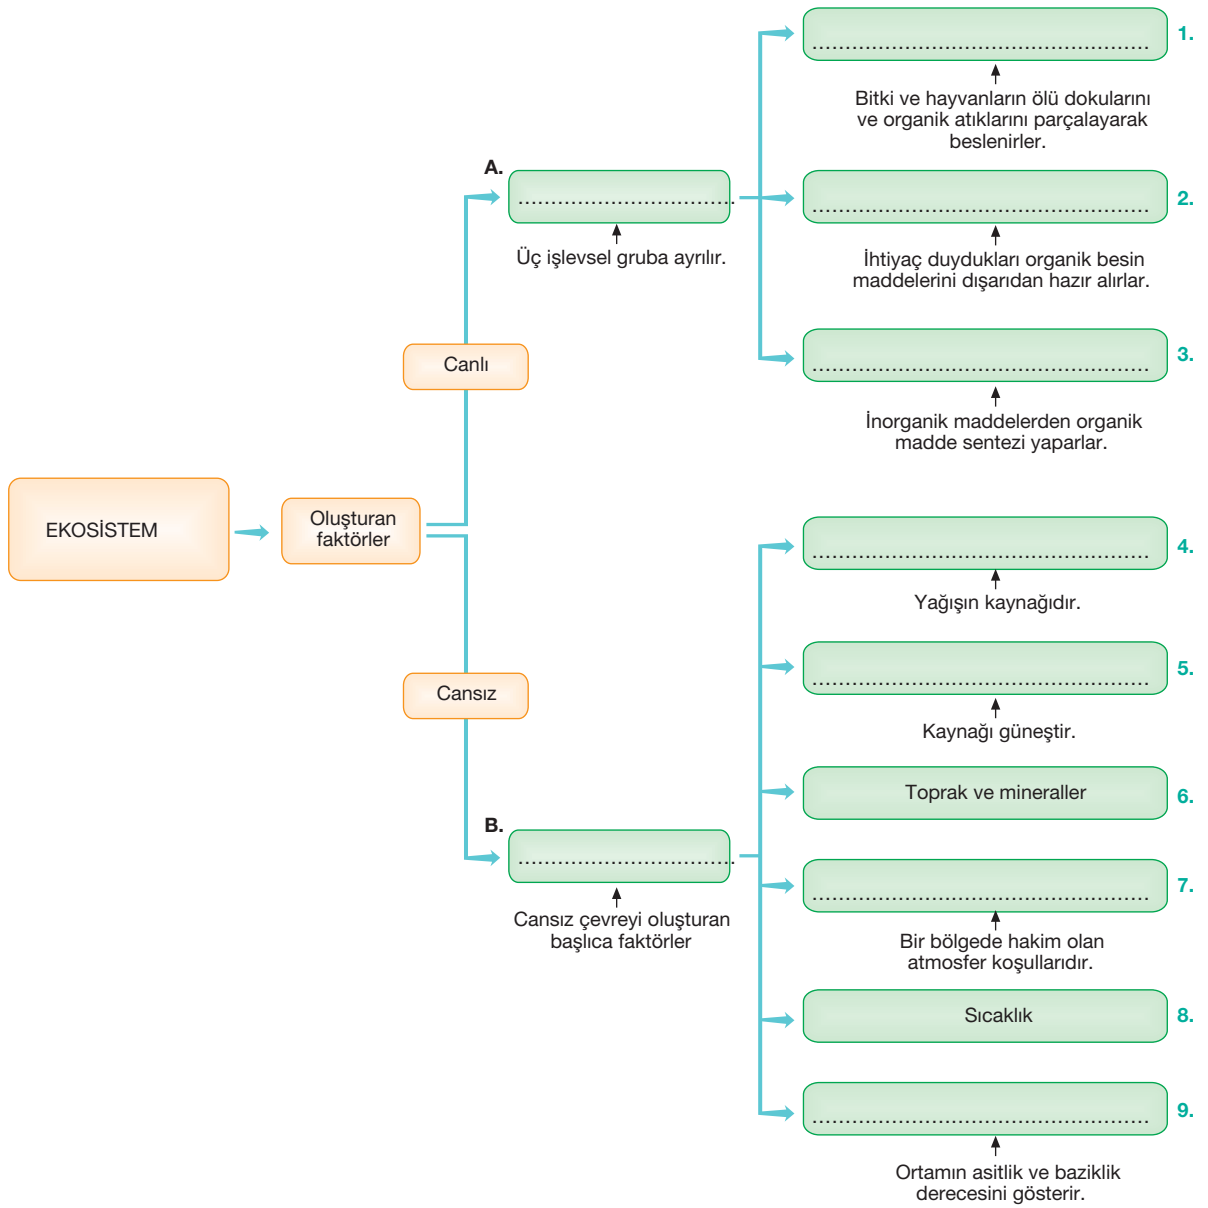 1.
........................................................
Bitki ve hayvanların ölü dokularını
ve organik atıklarını parçalayarak
beslenirler.
A.
....................................
Üç işlevsel gruba ayrılır.
2.
........................................................
İhtiyaç duydukları organik besin
maddelerini dışarıdan hazır alırlar.
3.
........................................................
İnorganik maddelerden organik
madde sentezi yaparlar.
Canlı
EKOSİSTEM
Oluşturan
faktörler
4.
........................................................
Yağışın kaynağıdır.
5.
........................................................
Kaynağı güneştir.
Cansız
Toprak ve mineraller
6.
B.
....................................
Cansız çevreyi oluşturan
başlıca faktörler
7.
........................................................
Bir bölgede hakim olan
atmosfer koşullarıdır.
Sıcaklık
8.
9.
........................................................
Ortamın asitlik ve baziklik
derecesini gösterir.